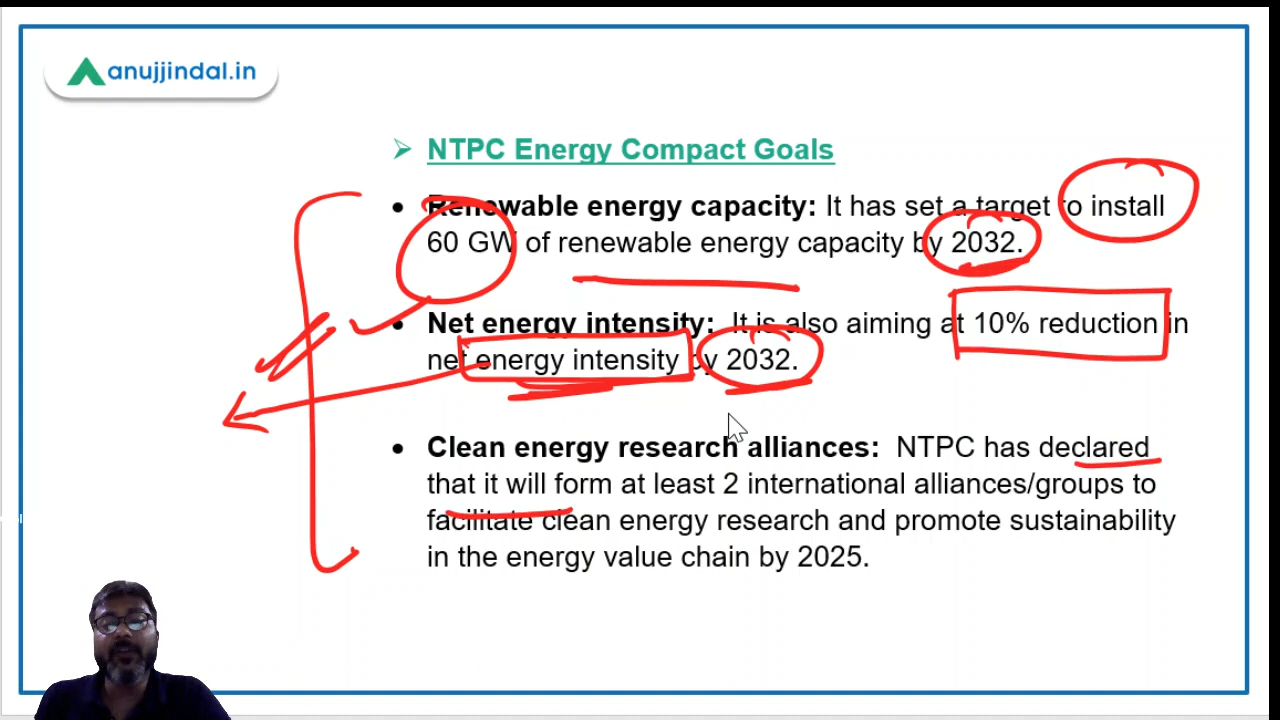 anujjindal.in
➢ NTPC Energy Compact Goals
• Renewable energy capacity: It has set a target to install
60 GW of renewable energy capacity by 2032.
• Net energy intensity: It is also aiming at 10% reduction in
net energy intensity by 2032.
• Clean energy research alliances: NTPC has declared
that it will form at least 2 international alliances/groups to
facilitate clean energy research and promote sustainability
in the energy value chain by 2025.